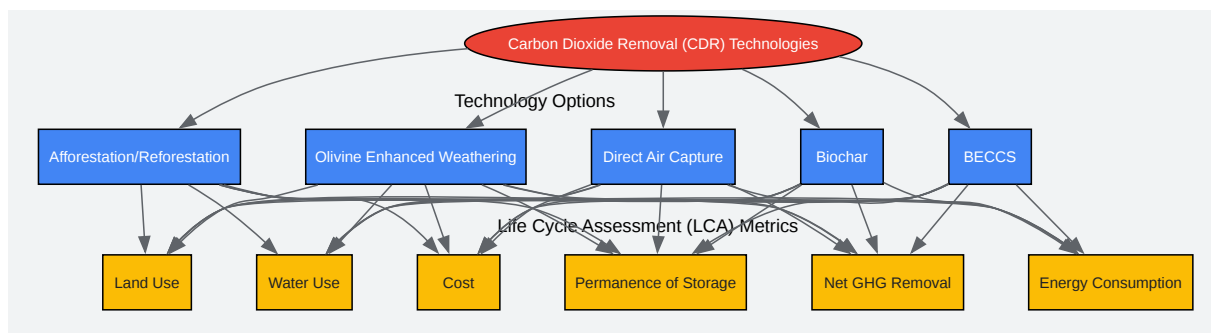 Carbon Dioxide Removal (CDR) Technologies
Technology Options
Afforestation/Reforestation
Olivine Enhanced Weathering
Direct Air Capture
Biochar
BECCS
Life Cycle Assessment (LCA) Metrics
Land Use
Water Use
Cost
Permanence of Storage
Net GHG Removal
Energy Consumption